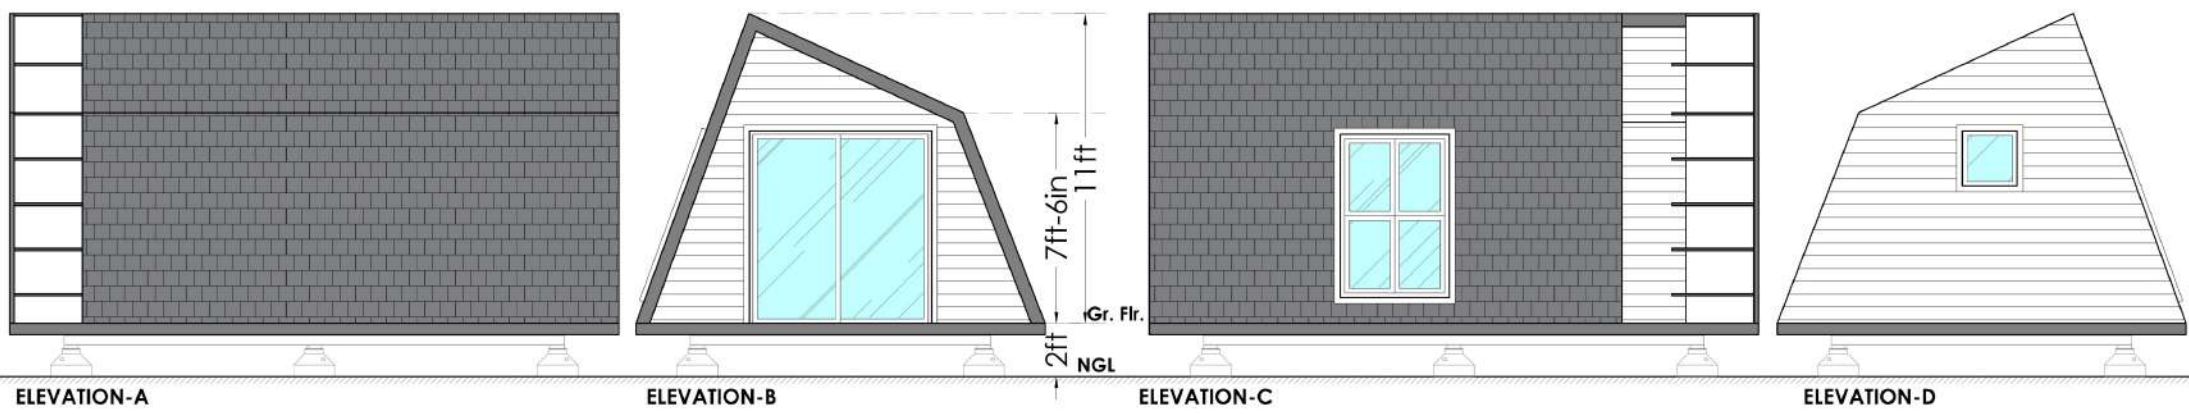 11ft
7ft-6in
Gr. Flr.
2ft
NGL
ELEVATION-A
ELEVATION-B
ELEVATION-C
ELEVATION-D